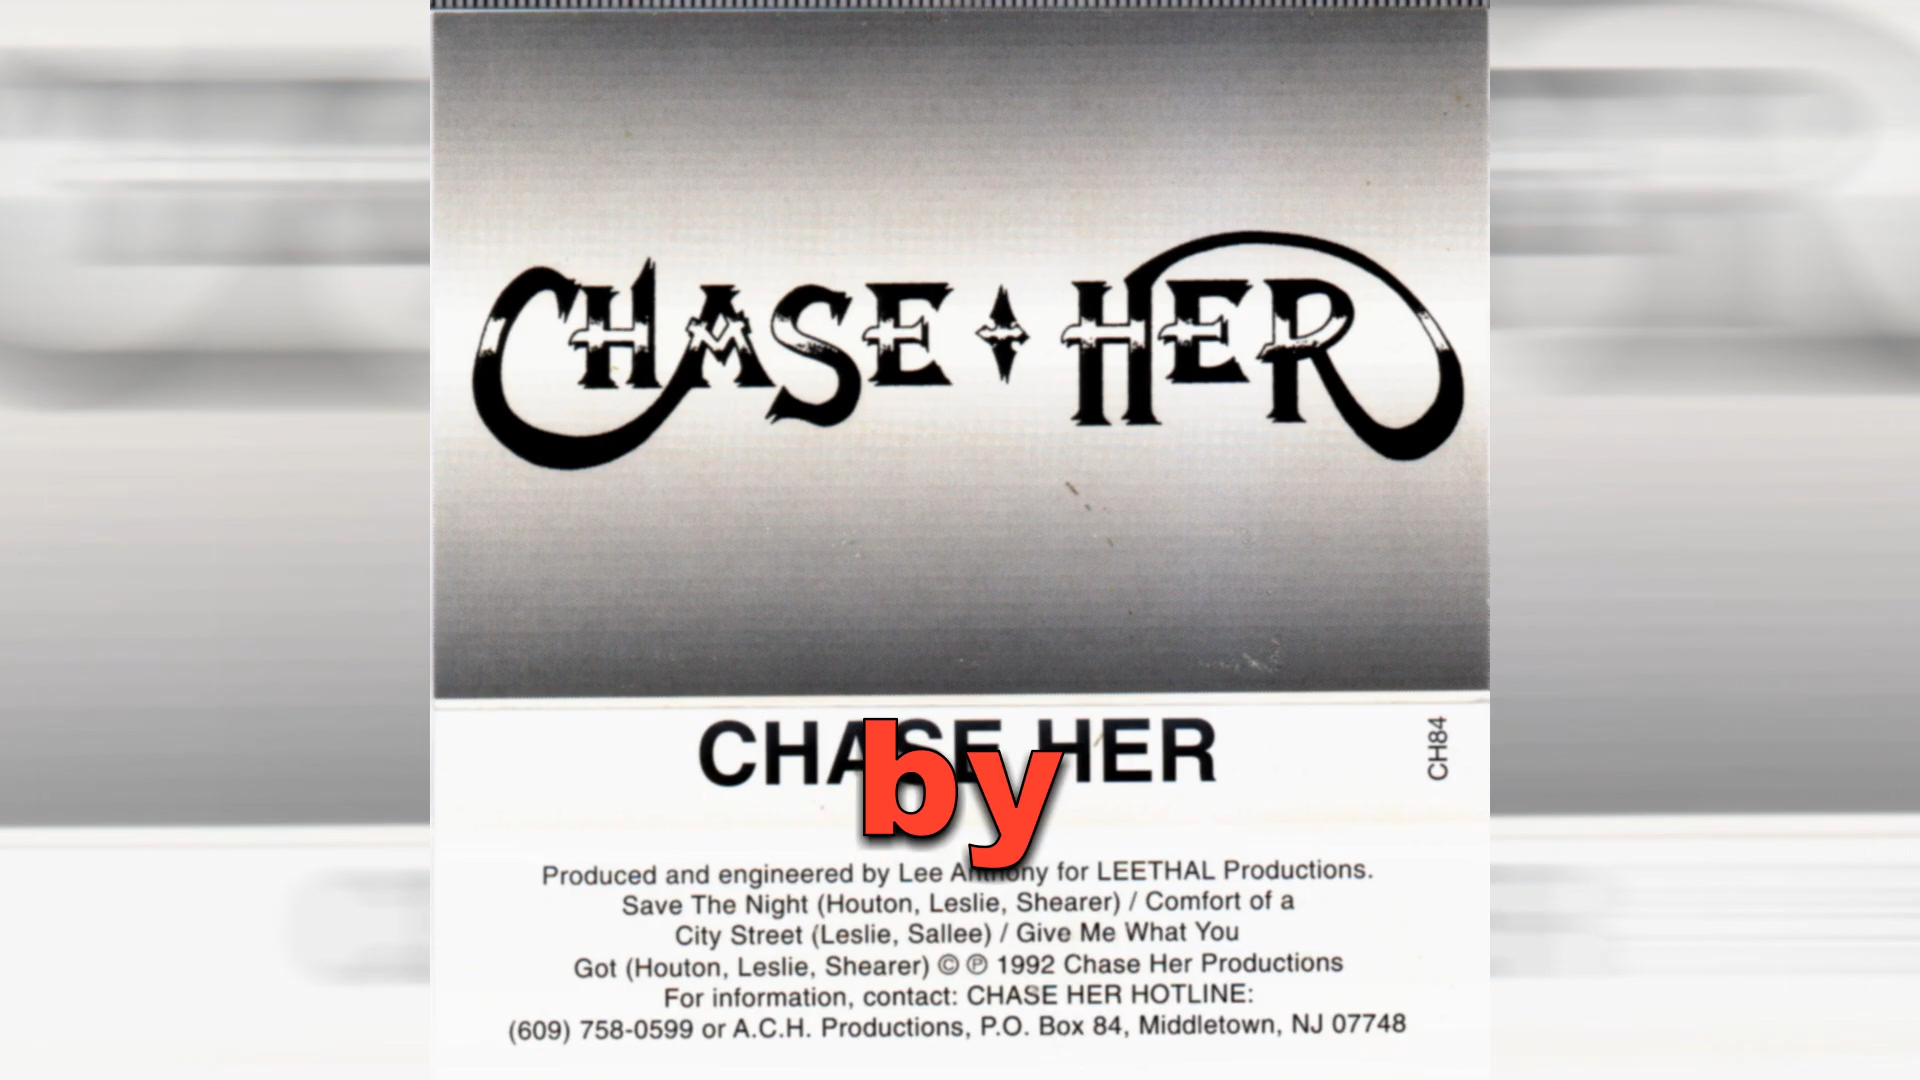 CHASE HER
CHASE HER
by
CH84
Produced and engineered by Lee Anthony for LEETHAL Productions.
Save The Night (Houton, Leslie, Shearer) / Comfort of a
City Street (Leslie, Sallee) / Give Me What You
Got (Houton, Leslie, Shearer) © ℗ 1992 Chase Her Productions
For information, contact: CHASE HER HOTLINE:
(609) 758-0599 or A.C.H. Productions, P.O. Box 84, Middletown, NJ 07748